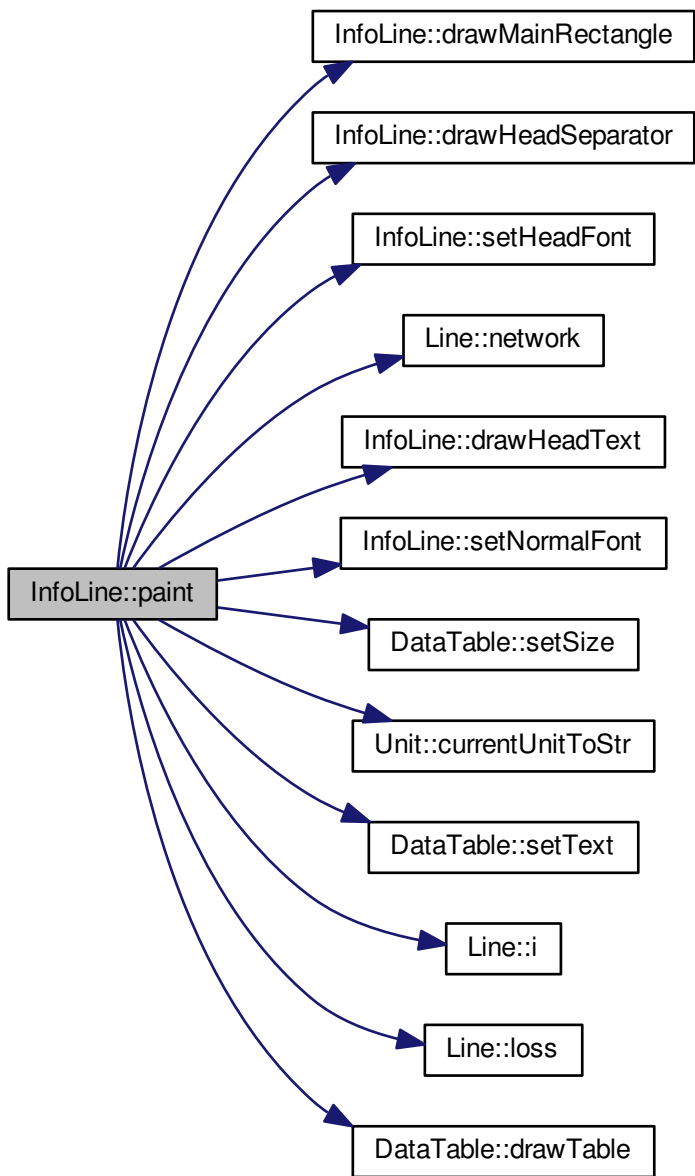 InfoLine::drawMainRectangle
InfoLine::drawHeadSeparator
InfoLine::setHeadFont
Line::network
InfoLine::drawHeadText
InfoLine::setNormalFont
InfoLine::paint
DataTable::setSize
Unit::currentUnitToStr
DataTable::setText
Line::i
Line::loss
DataTable::drawTable